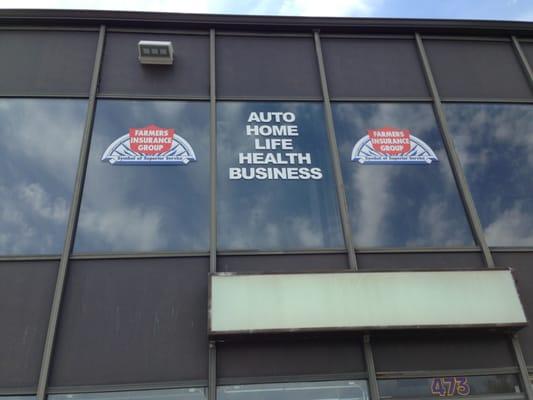 FARMERS
INSURANCE
GROUP
Symbol of Superior Service
AUTO
HOME
LIFE
HEALTH
BUSINESS
FARMERS
INSURANCE
GROUP
Symbol of Superior Service
473